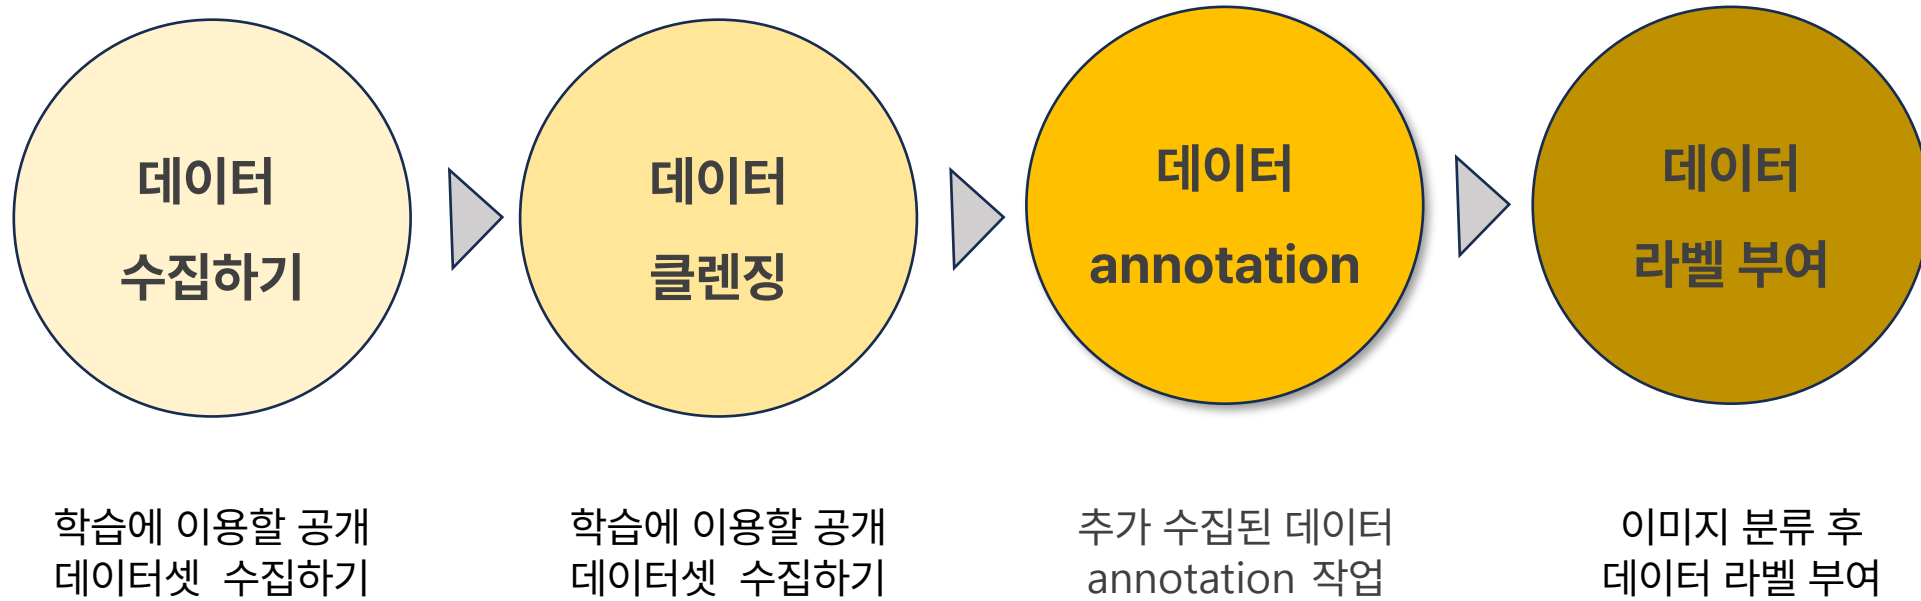 데이터
수집하기
데이터
클렌징
데이터
annotation
데이터
라벨 부여
학습에 이용할 공개
데이터셋 수집하기
학습에 이용할 공개
데이터셋 수집하기
추가 수집된 데이터
annotation 작업
이미지 분류 후
데이터 라벨 부여